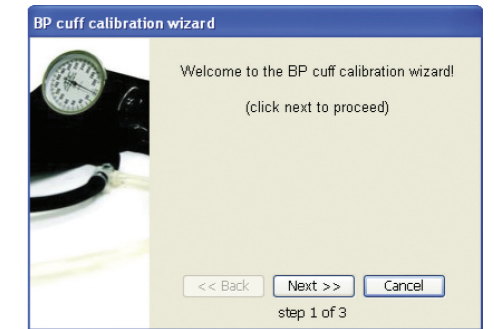 BP cuff calibration wizard
Welcome to the BP cuff calibration wizard!
(click next to proceed)
<< Back Next >> Cancel
step 1 of 3